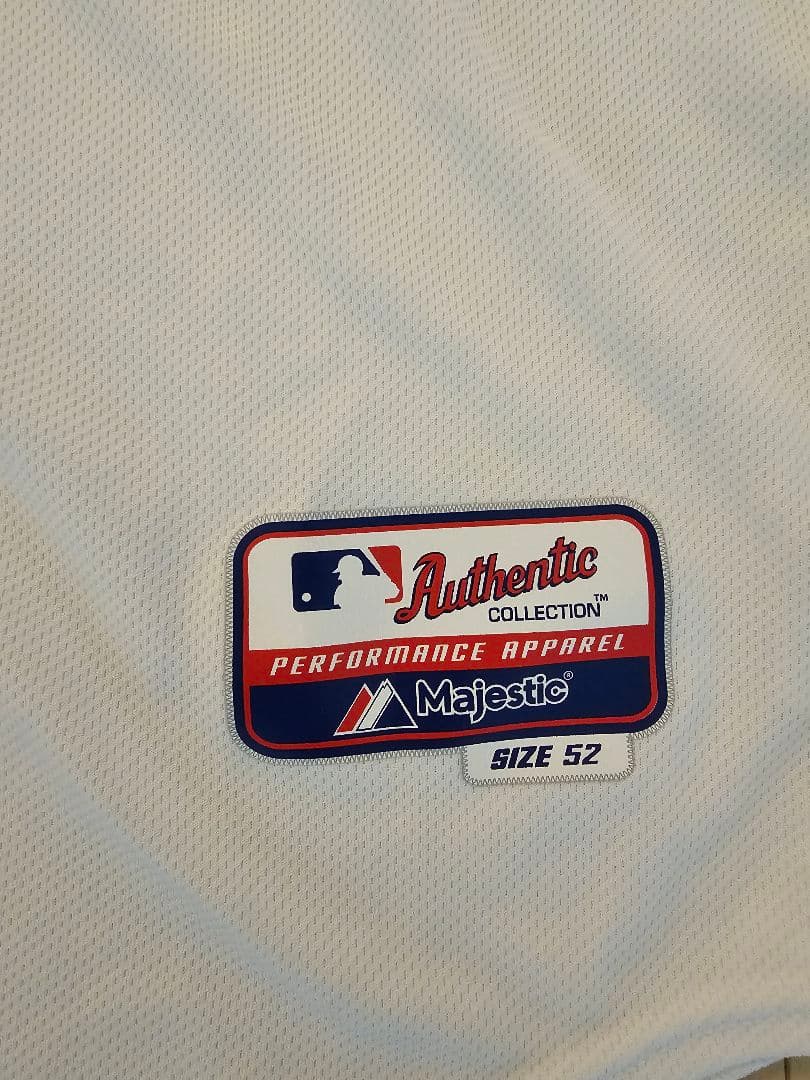 Authentic
COLLECTION™
PERFORMANCE APPAREL
Majestic®
SIZE 52